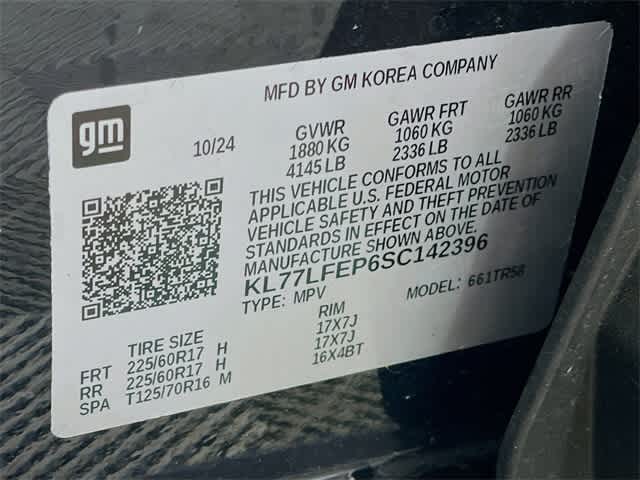 MFD BY GM KOREA COMPANY
gm
10/24
GVWR
1880 KG
4145 LB
GAWR FRT
1060 KG
2336 LB
GAWR RR
1060 KG
2336 LB
THIS VEHICLE CONFORMS TO ALL
APPLICABLE U.S. FEDERAL MOTOR
VEHICLE SAFETY AND THEFT PREVENTION
STANDARDS IN EFFECT ON THE DATE OF
MANUFACTURE SHOWN ABOVE.
KL77LFEP6SC142396
TYPE: MPV MODEL: 661TR58
TIRE SIZE RIM
FRT 225/60R17 H 17X7J
RR 225/60R17 H 17X7J
SPA T125/70R16 M 16X4BT